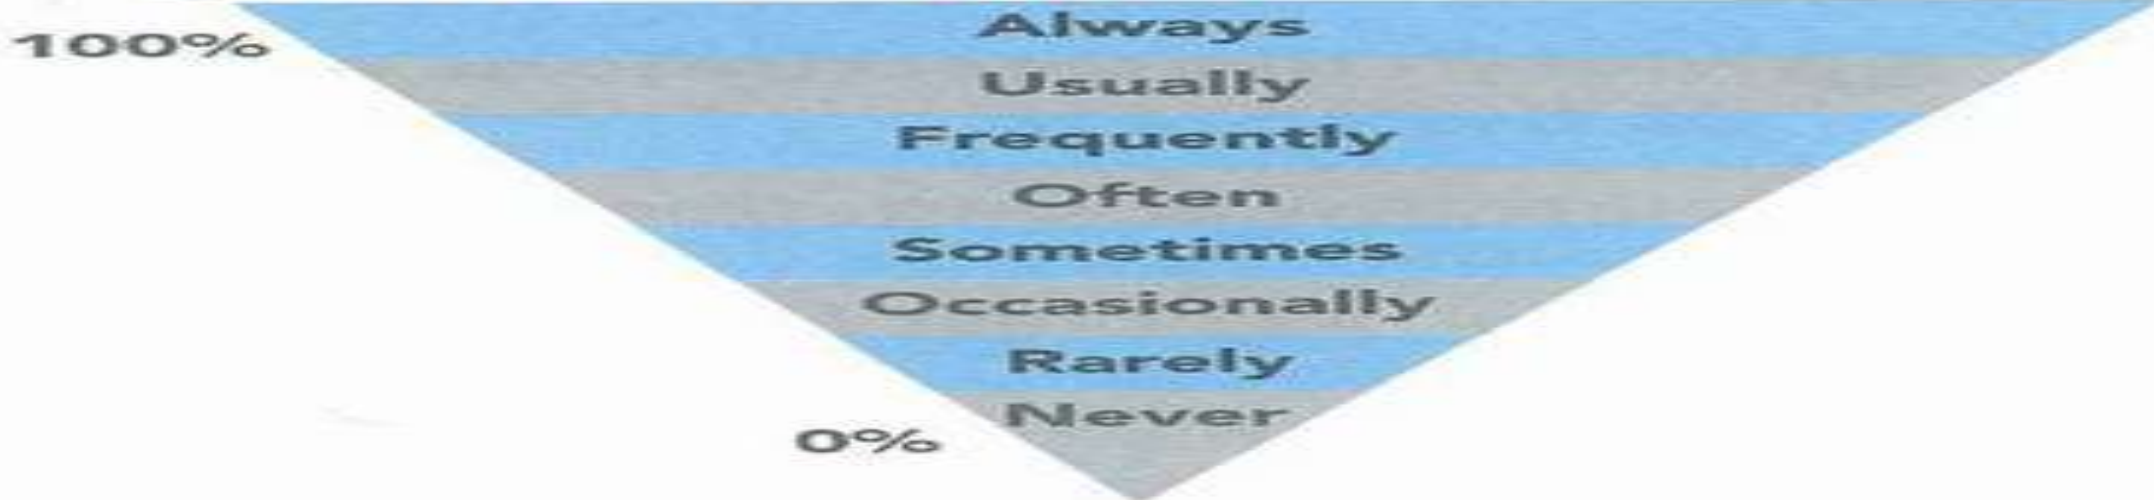 Always
100%
Usually
Frequently
Often
Sometimes
Occasionally
Rarely
Never
0%